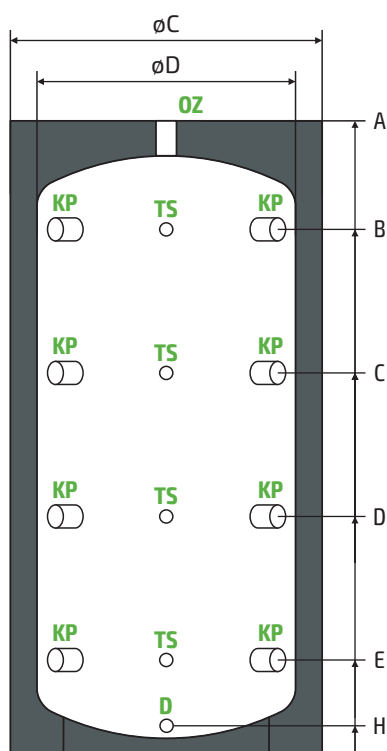 øC
øD
OZ
A
KP TS KP B
KP TS KP C
KP TS KP D
KP TS KP E
D H